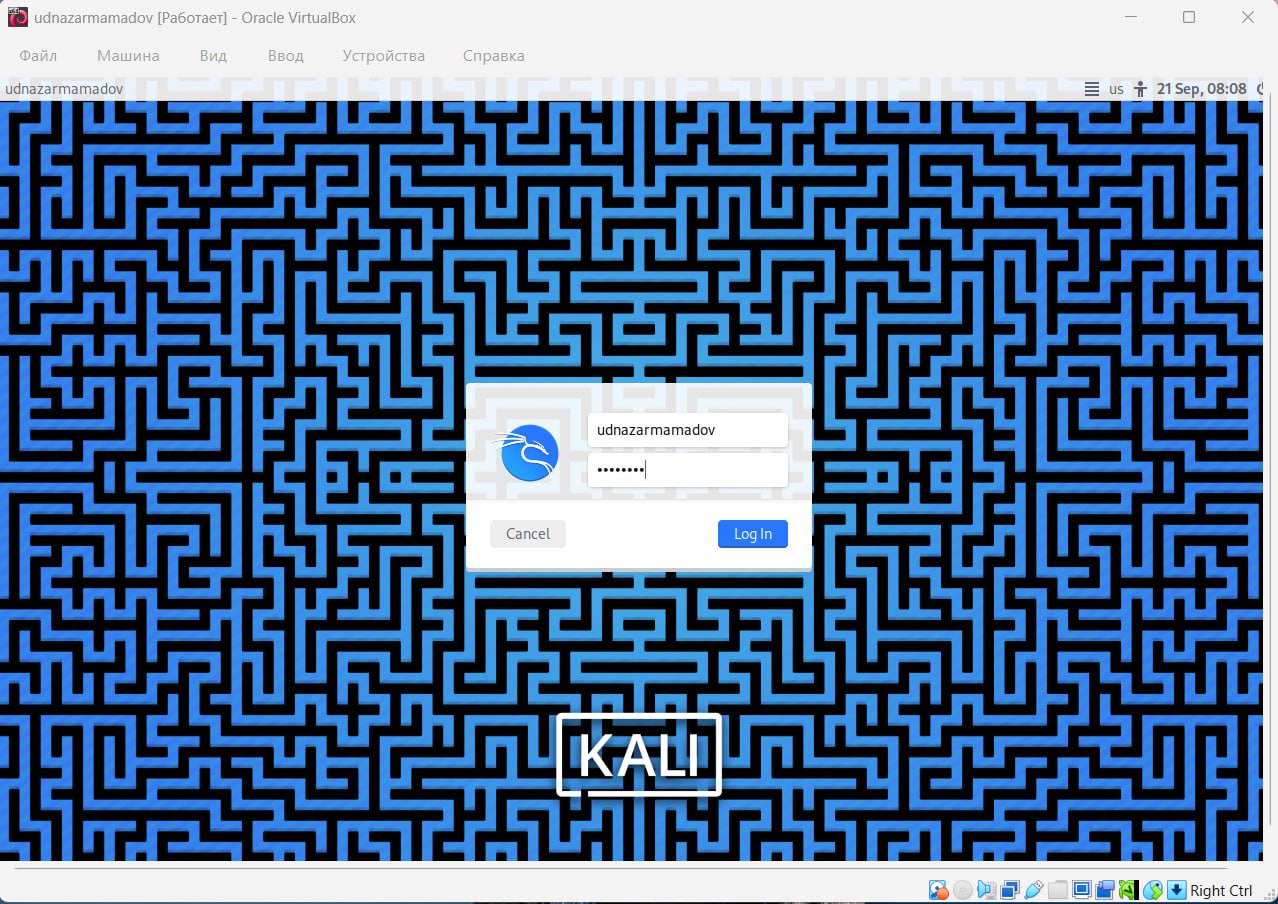 udnazarmamadov [Работает] - Oracle VirtualBox
Файл Машина Вид Ввод Устройства Справка
udnazarmamadov us 21 Sep, 08:08
udnazarmamadov
••••••••
Cancel Log In
KALI
Right Ctrl